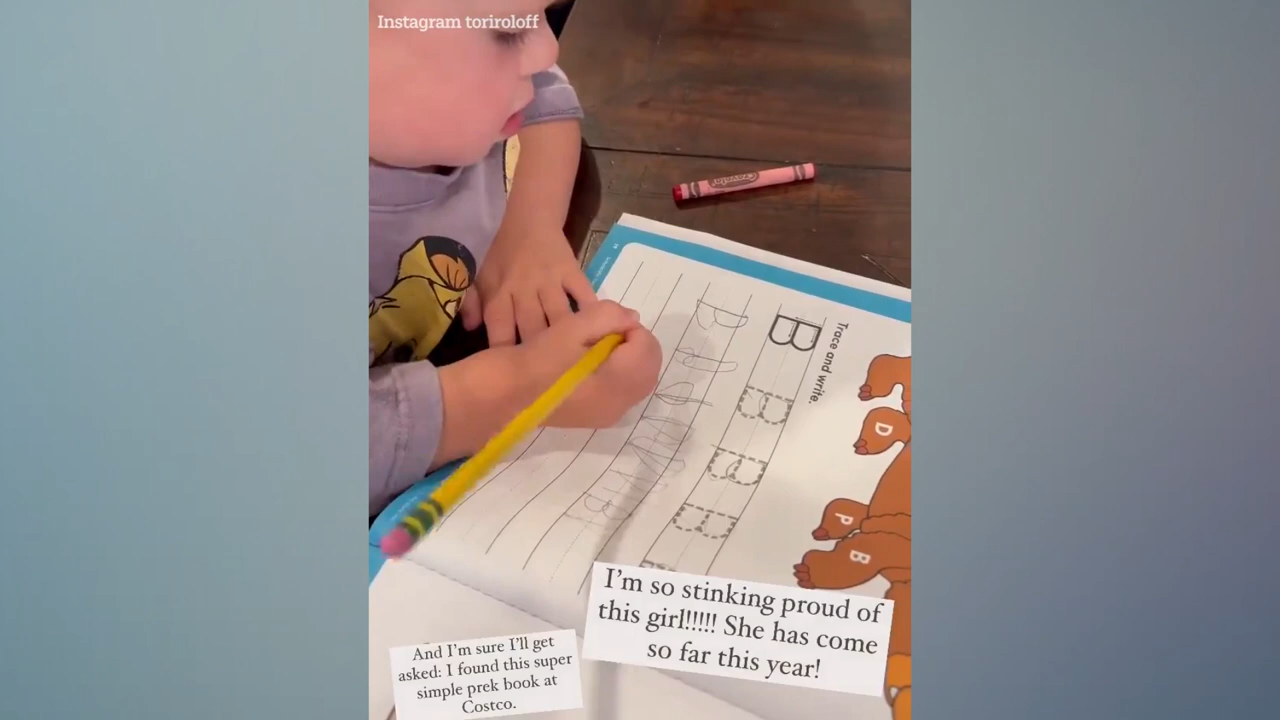 Instagram toriroloff
Crayola
Trace and write.
B
B
B
B
D
P
B
I'm so stinking proud of
this girl!!!!! She has come
so far this year!
And I'm sure I'll get
asked: I found this super
simple prek book at
Costco.